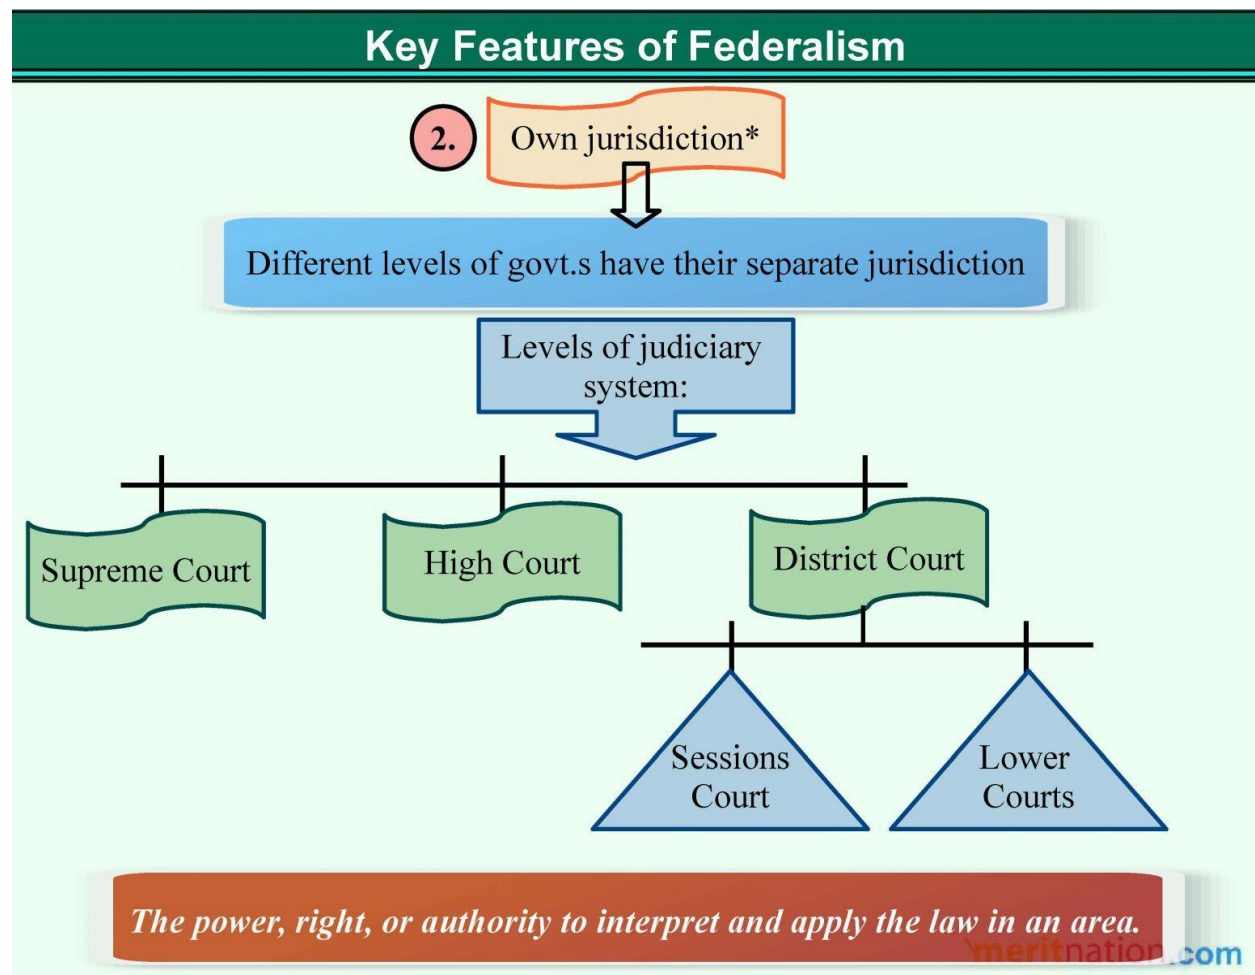 Key Features of Federalism
2.
Own jurisdiction*
Different levels of govt.s have their separate jurisdiction
Levels of judiciary
system:
Supreme Court
High Court
District Court
Sessions
Court
Lower
Courts
The power, right, or authority to interpret and apply the law in an area.
meritnation.com